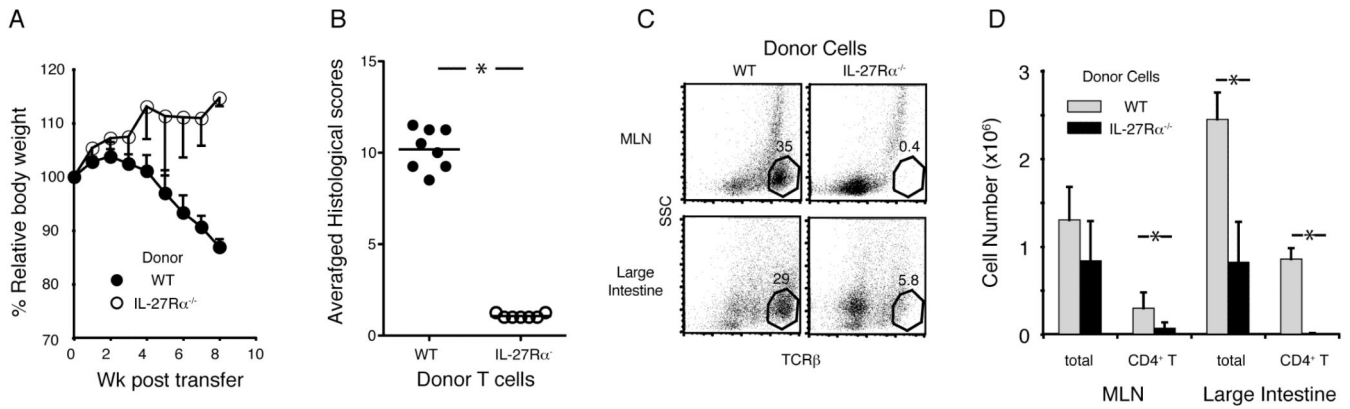 A
% Relative body weight
120
110
100
90
80
70
Donor
WT
IL-27Rα-/-
0
2
4
6
8
10
Wk post transfer
B
Averafged Histological scores
15
10
5
0
*
WT
IL-27Rα-
Donor T cells
C
Donor Cells
WT
IL-27Rα-/-
MLN
35
0.4
SSC
Large
Intestine
29
5.8
TCRβ
D
Cell Number (x10⁶)
3
2
1
0
Donor Cells
WT
IL-27Rα-/-
*
*
*
total
CD4⁺ T
total
CD4⁺ T
MLN
Large Intestine